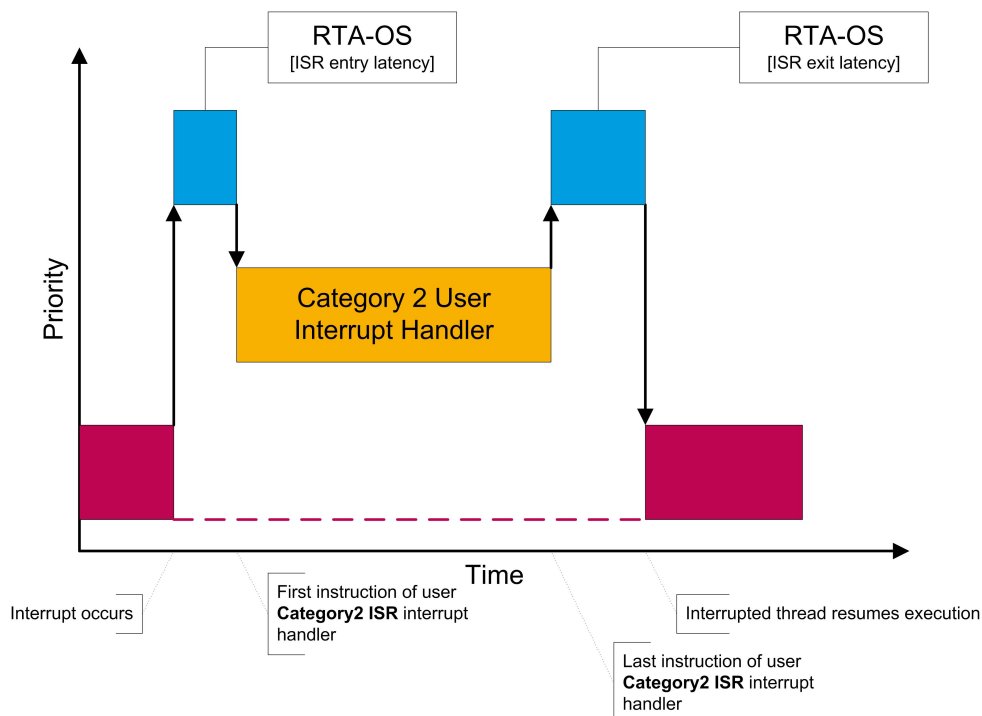 RTA-OS
[ISR entry latency]
RTA-OS
[ISR exit latency]
Priority
Category 2 User
Interrupt Handler
Time
Interrupt occurs
First instruction of user
Category2 ISR interrupt
handler
Interrupted thread resumes execution
Last instruction of user
Category2 ISR interrupt
handler